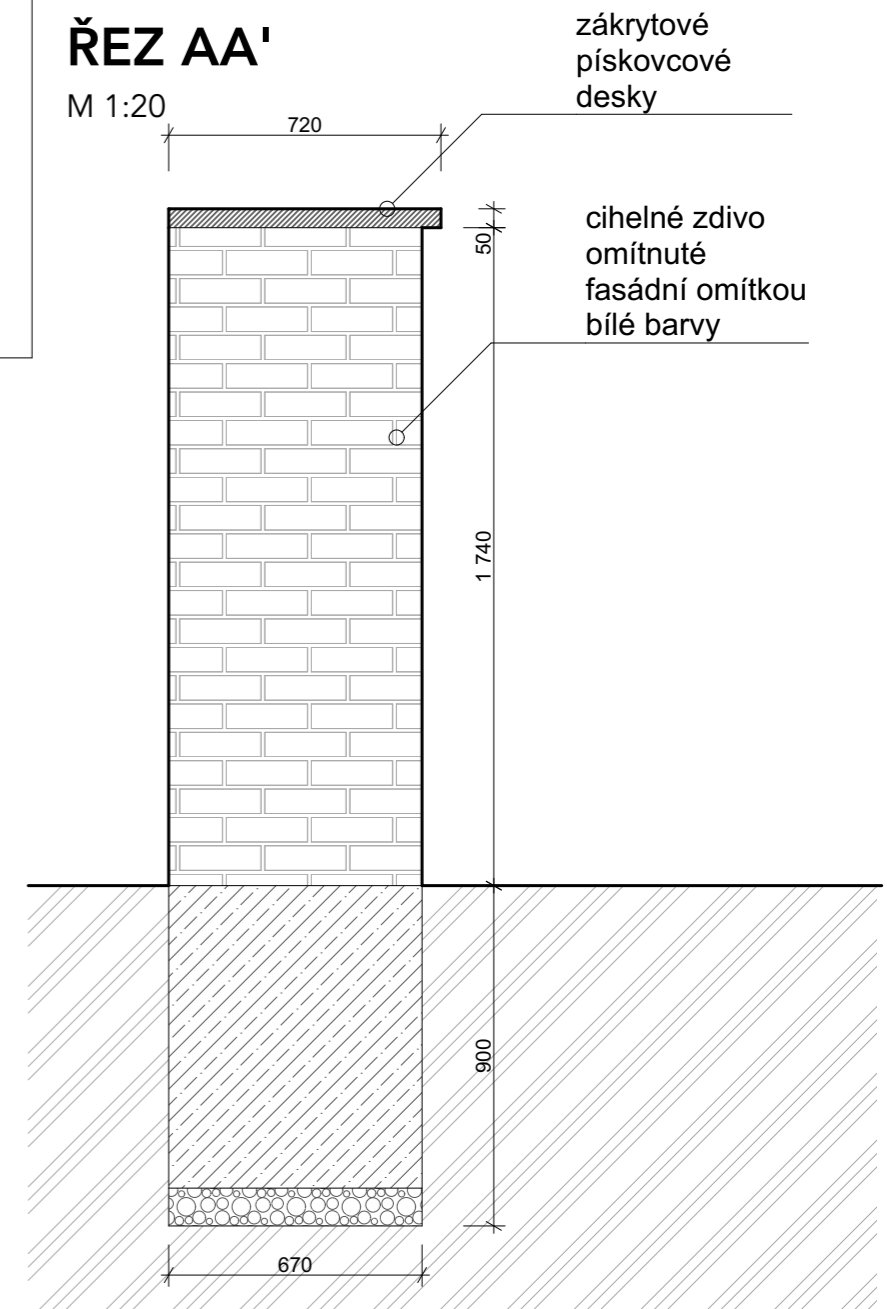 ŘEZ AA'
M 1:20
zákrytové
pískovcové
desky
720
cihelné zdivo
omítnuté
fasádní omítkou
bílé barvy
50
1 740
900
670